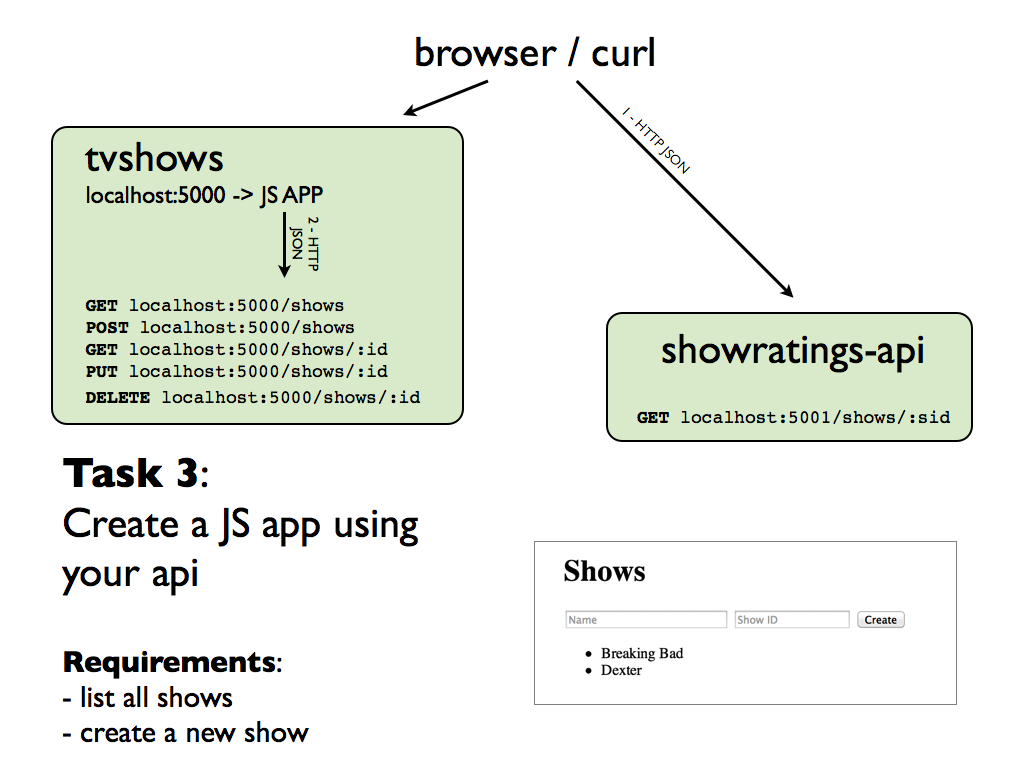 browser / curl
1 - HTTP JSON
tvshows
localhost:5000 -> JS APP
2 - HTTP
JSON
GET localhost:5000/shows
POST localhost:5000/shows
GET localhost:5000/shows/:id
PUT localhost:5000/shows/:id
DELETE localhost:5000/shows/:id
showratings-api
GET localhost:5001/shows/:sid
Task 3:
Create a JS app using
your api
Requirements:
- list all shows
- create a new show
Shows
Name Show ID Create
• Breaking Bad
• Dexter